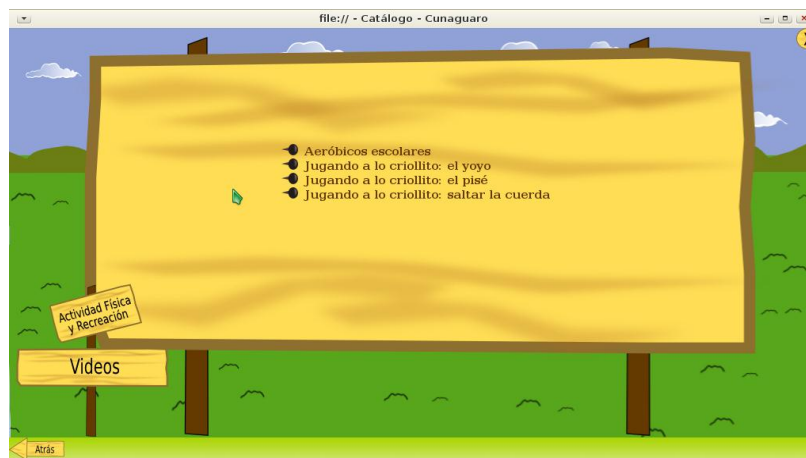 file:// - Catálogo - Cunaguaro
Aeróbicos escolares
Jugando a lo criollito: el yoyo
Jugando a lo criollito: el pisé
Jugando a lo criollito: saltar la cuerda
Actividad Física
y Recreación
Videos
Atrás